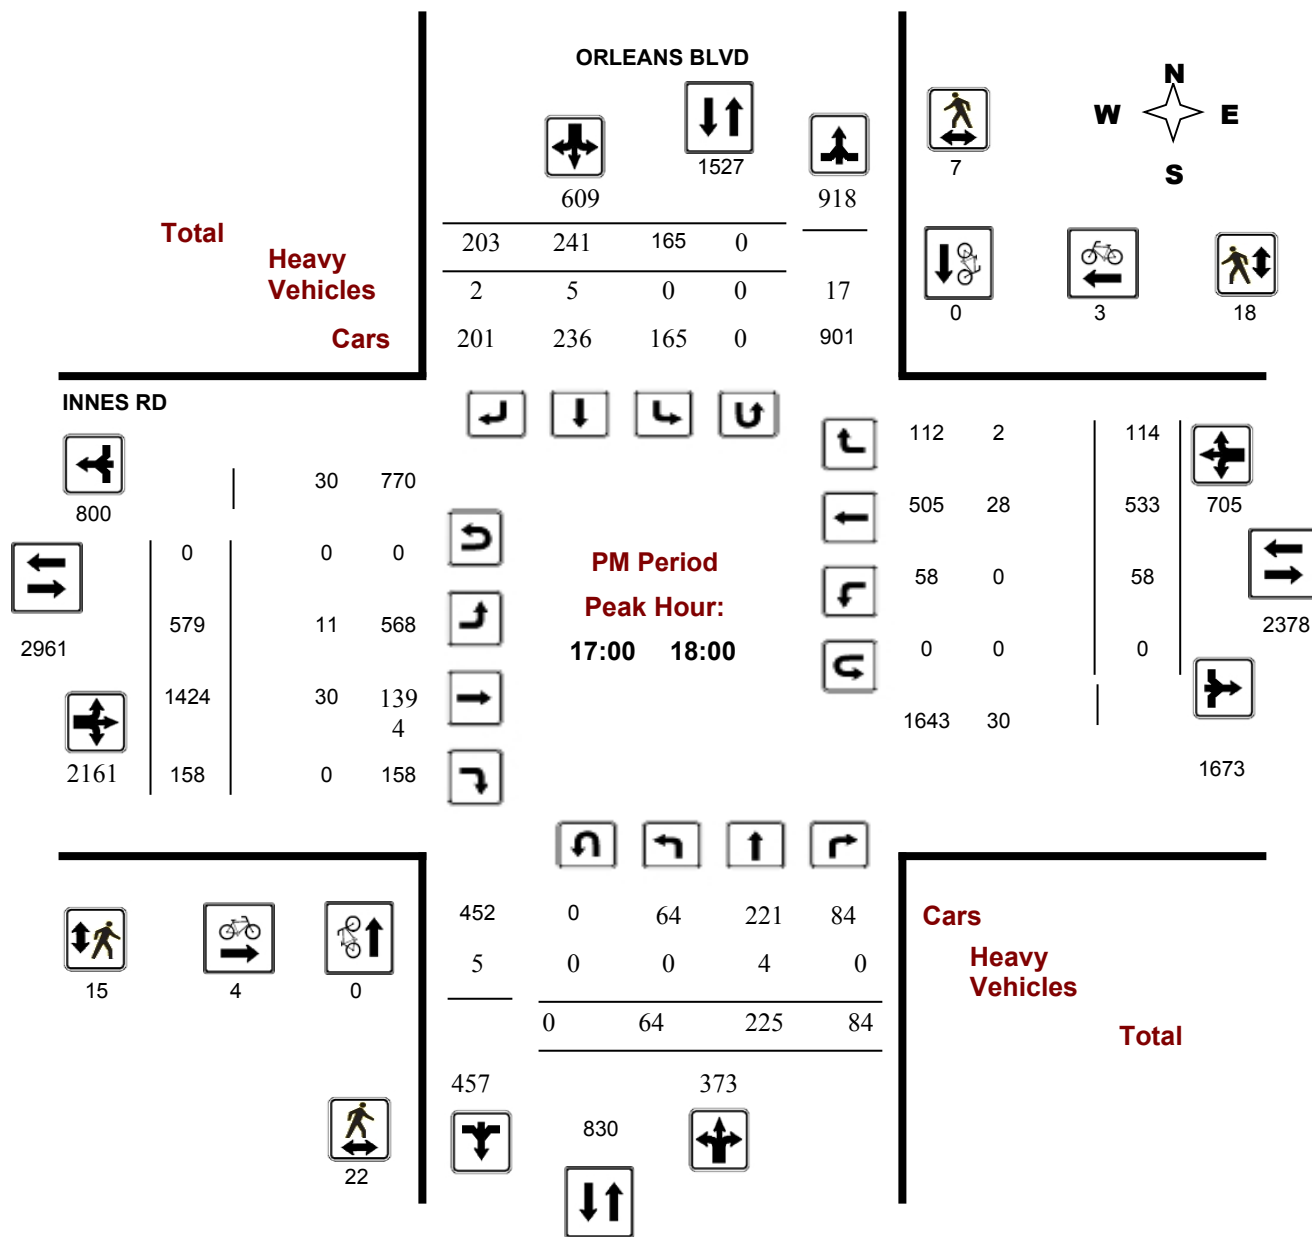 ORLEANS BLVD
N
W E
S
1527
7
609 918
Total
203 241 165 0
Heavy
Vehicles
2 5 0 0 17
0 3 18
Cars
201 236 165 0 901
INNES RD
112 2 114
30 770
505 28 533 705
800
0 0 0
PM Period
58 0 58
Peak Hour:
579 11 568
2378
2961
17:00 18:00
0 0 0
1424 30 139
4
1643 30
2161 158 0 158
1673
452 0 64 221 84
Cars
5 0 0 4 0
Heavy
Vehicles
15 4 0
0 64 225 84
Total
457 373
830
22